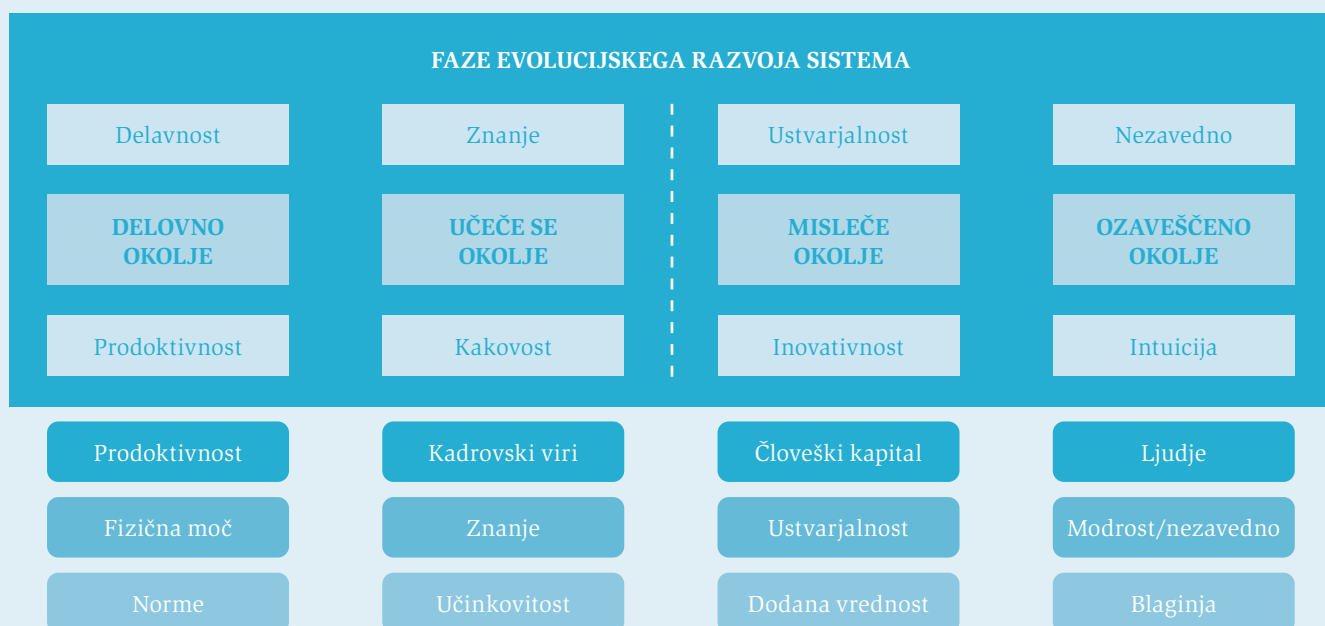 FAZE EVOLUCIJSKEGA RAZVOJA SISTEMA
Delavnost
Znanje
Ustvarjalnost
Nezavedno
DELOVNO
OKOLJE
UČEČE SE
OKOLJE
MISLEČE
OKOLJE
OZAVEŠČENO
OKOLJE
Prodoktivnost
Kakovost
Inovativnost
Intuicija
Prodoktivnost
Kadrovski viri
Človeški kapital
Ljudje
Fizična moč
Znanje
Ustvarjalnost
Modrost/nezavedno
Norme
Učinkovitost
Dodana vrednost
Blaginja